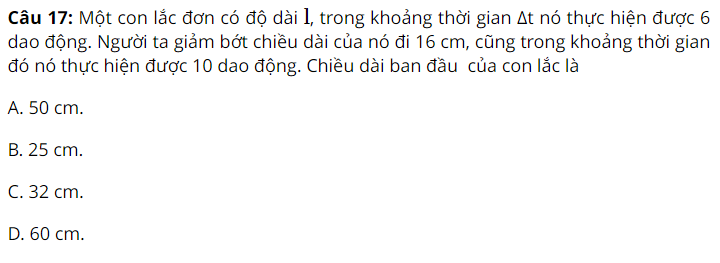 Câu 17: Một con lắc đơn có độ dài l, trong khoảng thời gian Δt nó thực hiện được 6
dao động. Người ta giảm bớt chiều dài của nó đi 16 cm, cũng trong khoảng thời gian
đó nó thực hiện được 10 dao động. Chiều dài ban đầu của con lắc là
A. 50 cm.
B. 25 cm.
C. 32 cm.
D. 60 cm.